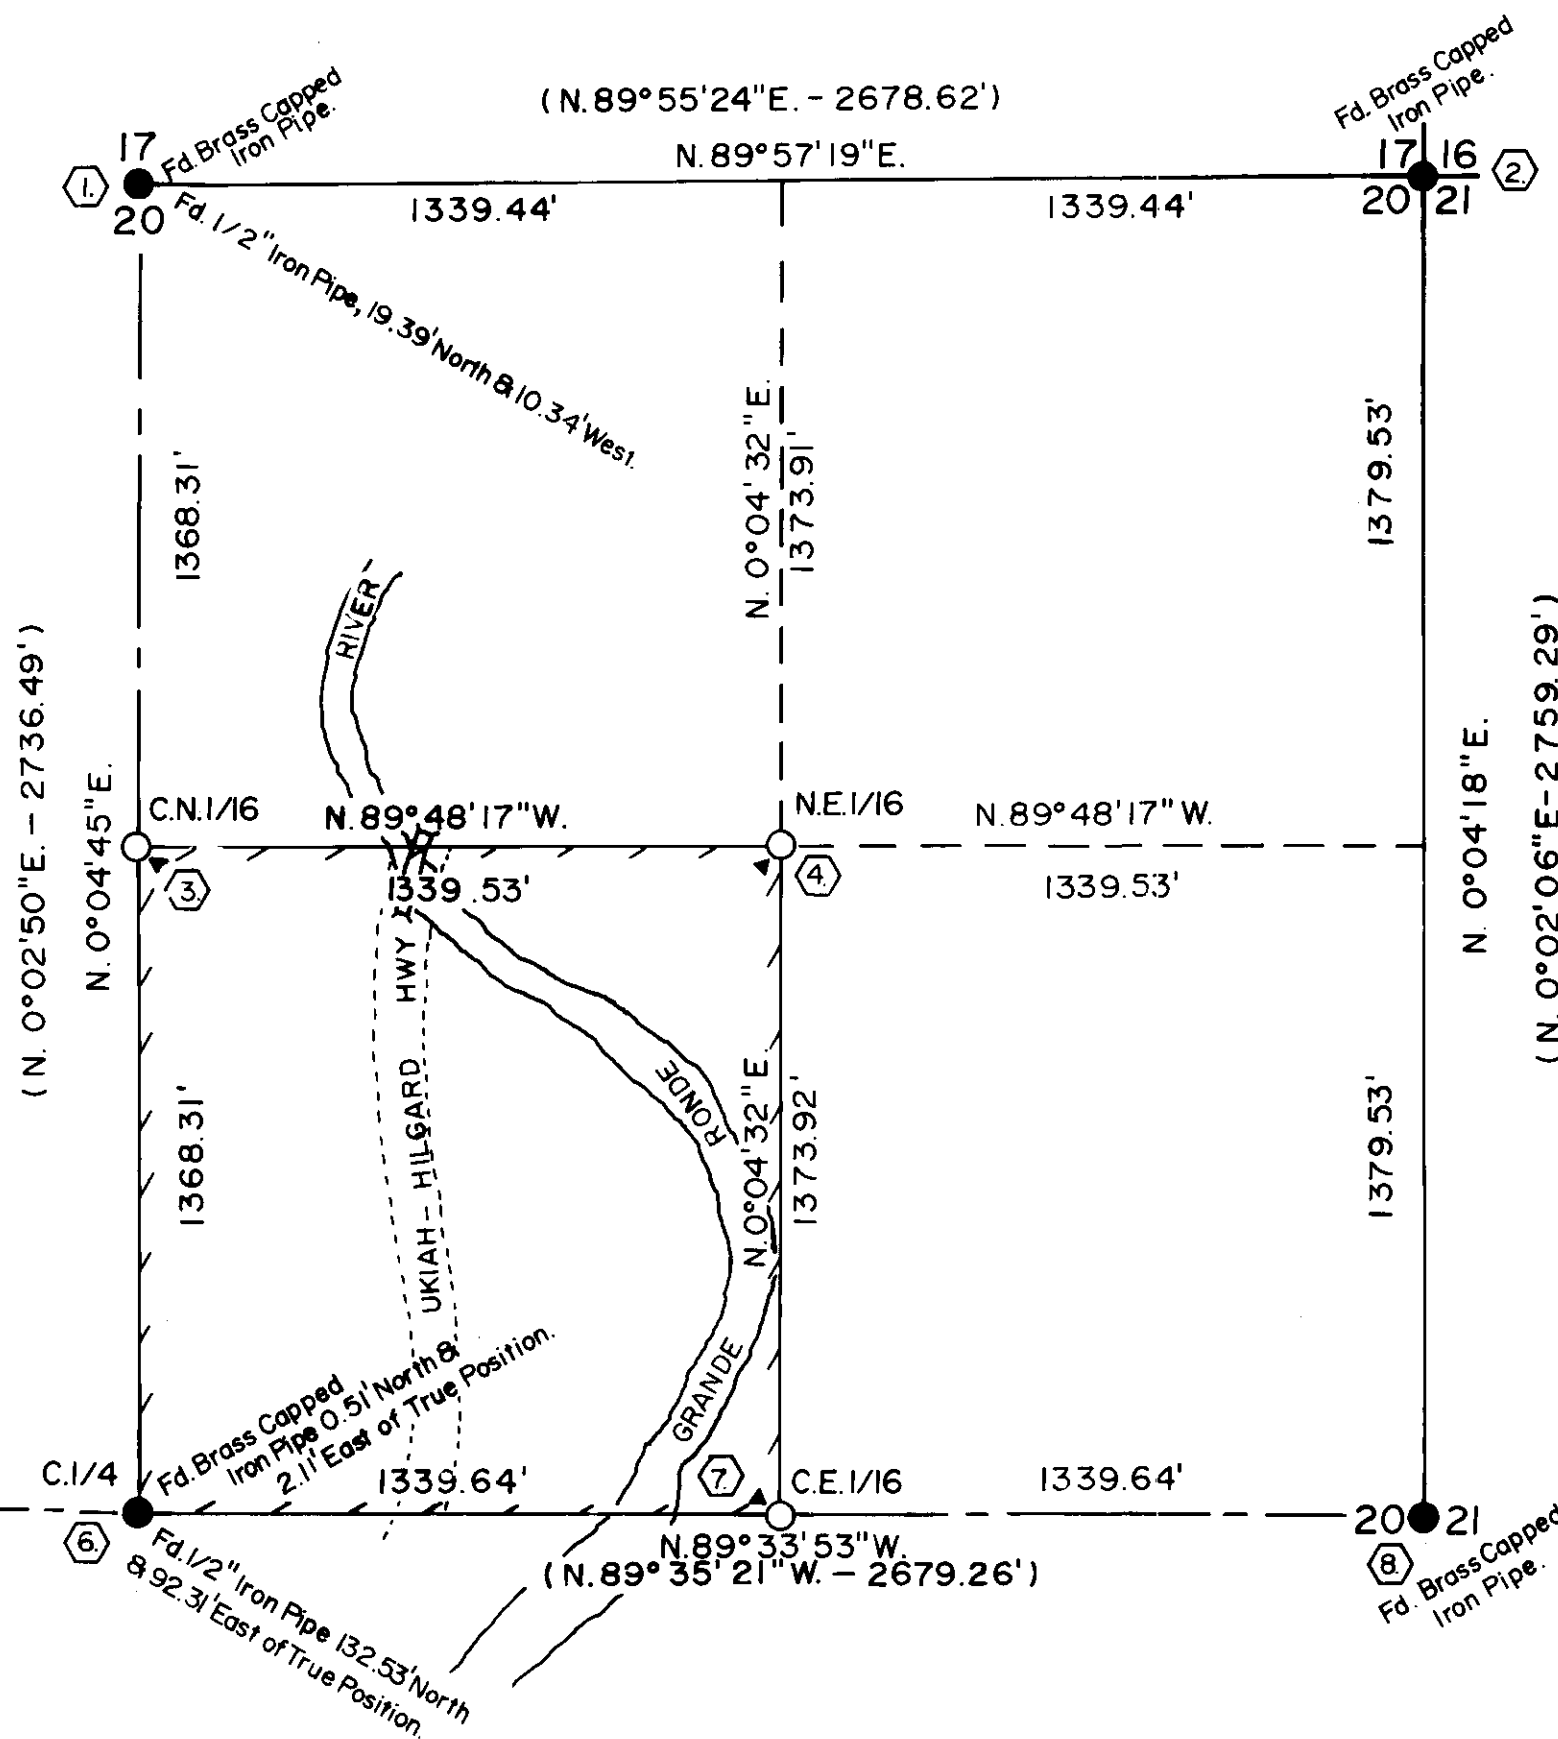 (N.89°55'24"E. - 2678.62')
N.89°57'19"E.
Fd. Brass Capped
Iron Pipe.
Fd. Brass Capped
Iron Pipe.
17
1.
20
17 16
20 21
2.
1339.44'
1339.44'
Fd. 1/2" Iron Pipe, 19.39' North & 10.34' West.
1368.31'
N. 0°04'32"E.
1373.91'
1379.53'
RIVER
(N. 0°02'50"E. - 2736.49')
N. 0°04'45"E.
N. 0°04'18"E.
(N. 0°02'06"E - 2759.29')
C.N.1/16
N.89°48'17"W.
N.E.1/16
N.89°48'17"W.
3.
1339.53'
4.
1339.53'
UKIAH - HILGARD HWY
RONDE
GRANDE
1368.31'
N.0°04'32"E.
1373.92'
1379.53'
Fd. Brass Capped
Iron Pipe 0.51' North &
2.11' East of True Position.
C.1/4
1339.64'
7.
C.E.1/16
1339.64'
6.
N.89°33'53"W.
(N.89°35'21"W. - 2679.26')
20 21
8.
Fd. Brass Capped
Iron Pipe.
Fd. 1/2" Iron Pipe 132.53' North
& 92.31' East of True Position.